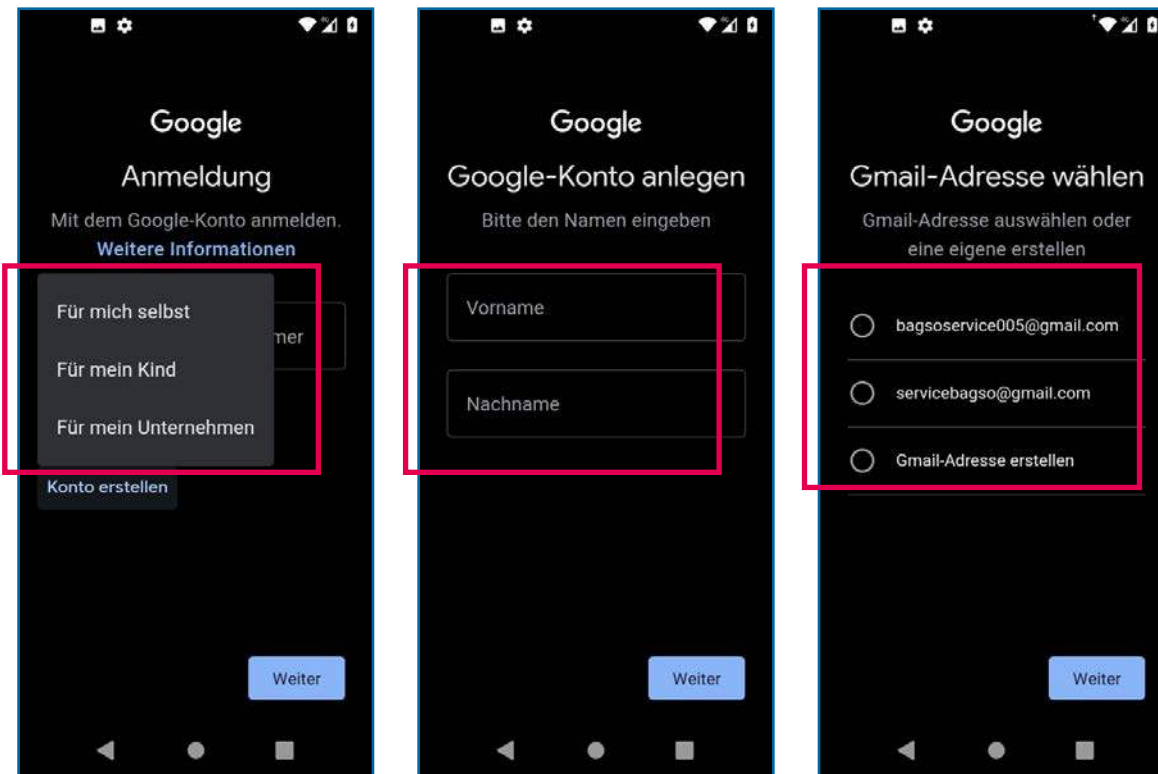 Google
Anmeldung
Mit dem Google-Konto anmelden.
Weitere Informationen
Für mich selbst
mer
Für mein Kind
Für mein Unternehmen
Konto erstellen
Weiter
Google
Google-Konto anlegen
Bitte den Namen eingeben
Vorname
Nachname
Weiter
Google
Gmail-Adresse wählen
Gmail-Adresse auswählen oder
eine eigene erstellen
bagsoservice005@gmail.com
servicebagso@gmail.com
Gmail-Adresse erstellen
Weiter